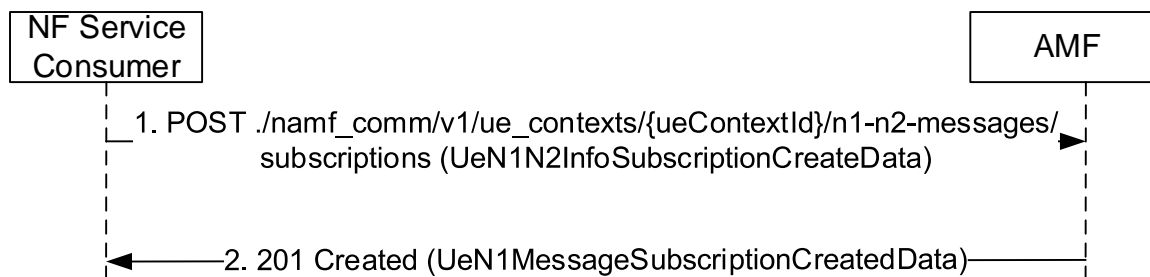 NF Service
Consumer
AMF
1. POST ./namf_comm/v1/ue_contexts/{ueContextId}/n1-n2-messages/
subscriptions (UeN1N2InfoSubscriptionCreateData)
2. 201 Created (UeN1MessageSubscriptionCreatedData)